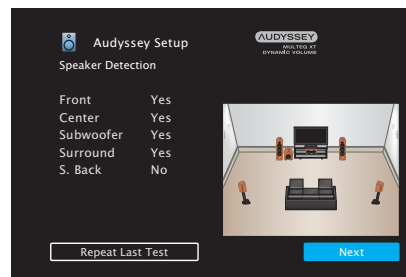 Audyssey Setup
AUDYSSEY
MULTEQ XT
DYNAMIC VOLUME
Speaker Detection
Front Yes
Center Yes
Subwoofer Yes
Surround Yes
S. Back No
Repeat Last Test
Next